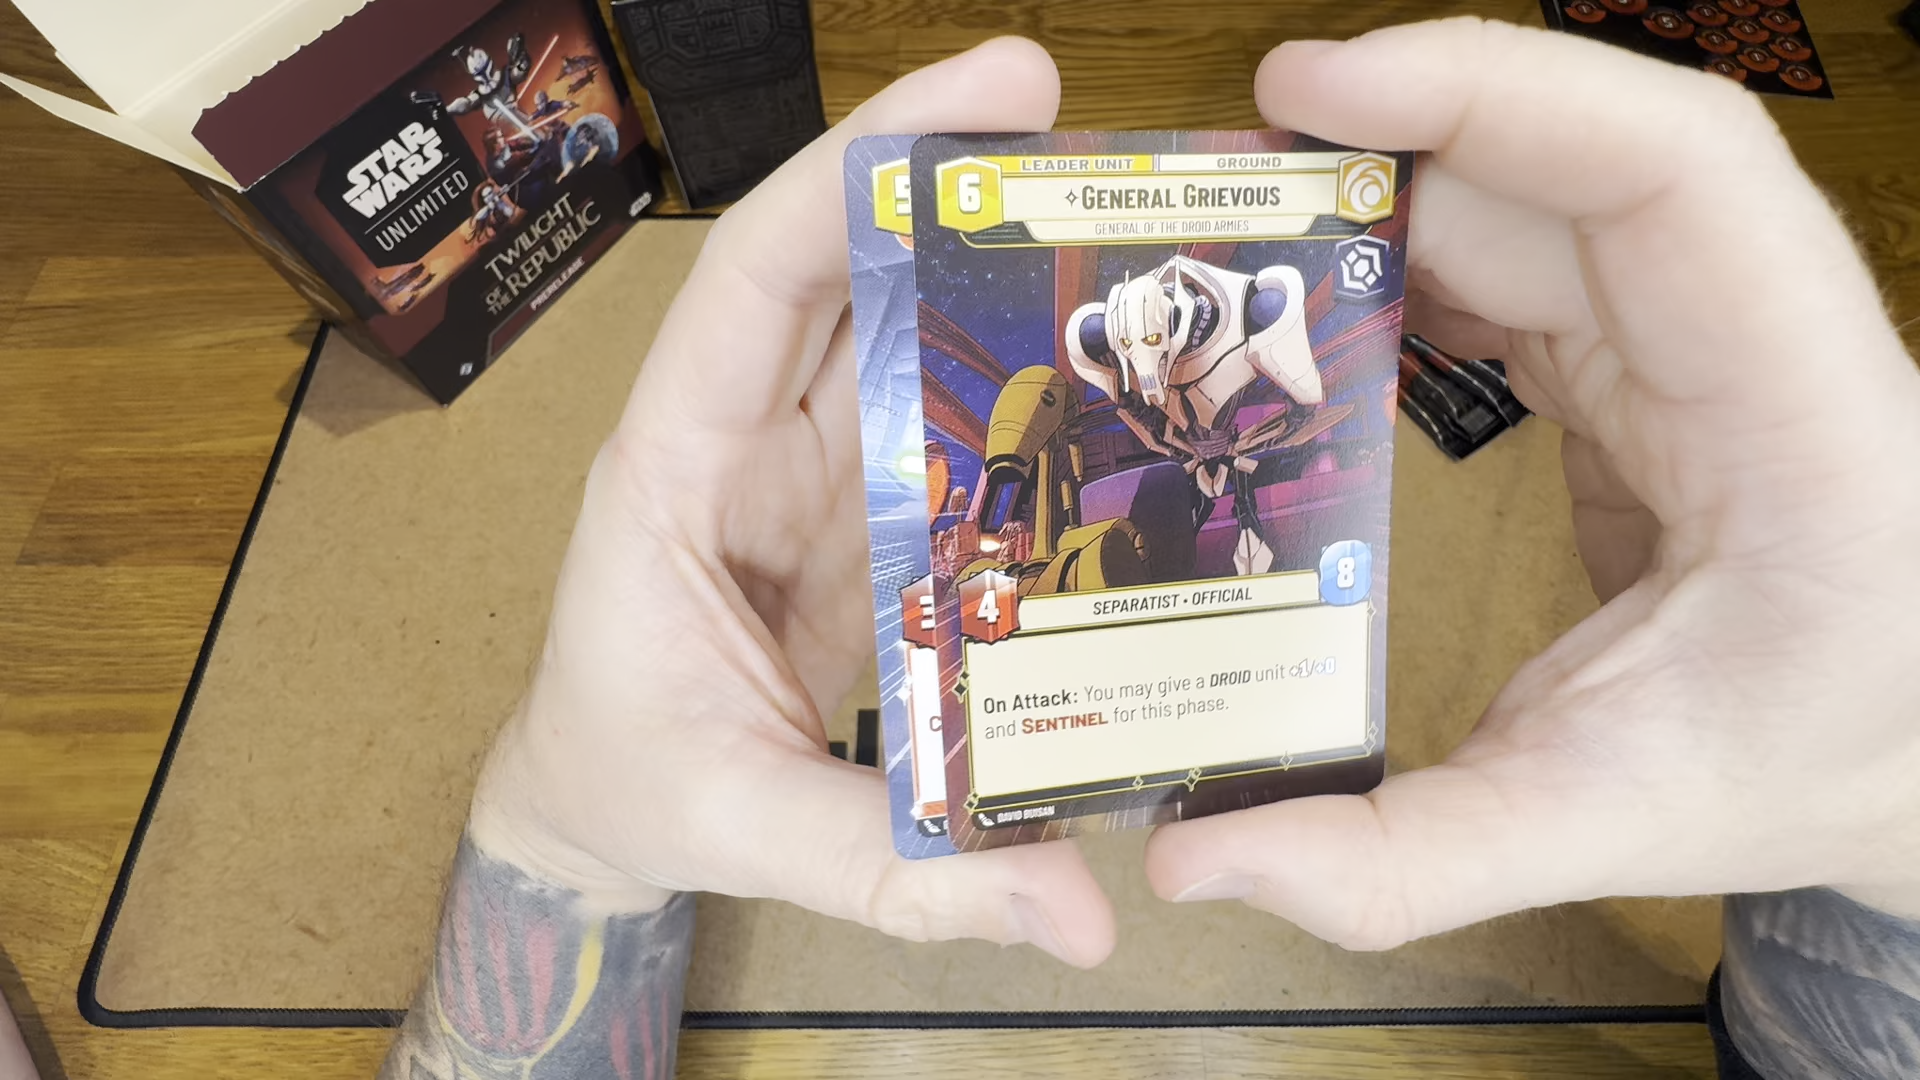 STAR
WARS
UNLIMITED
TWILIGHT
OF THE REPUBLIC
PRERELEASE
5
3
C
LEADER UNIT
GROUND
6
GENERAL GRIEVOUS
GENERAL OF THE DROID ARMIES
4
SEPARATIST • OFFICIAL
8
On Attack: You may give a DROID unit +1/+0
and SENTINEL for this phase.
DAVID BUISAN